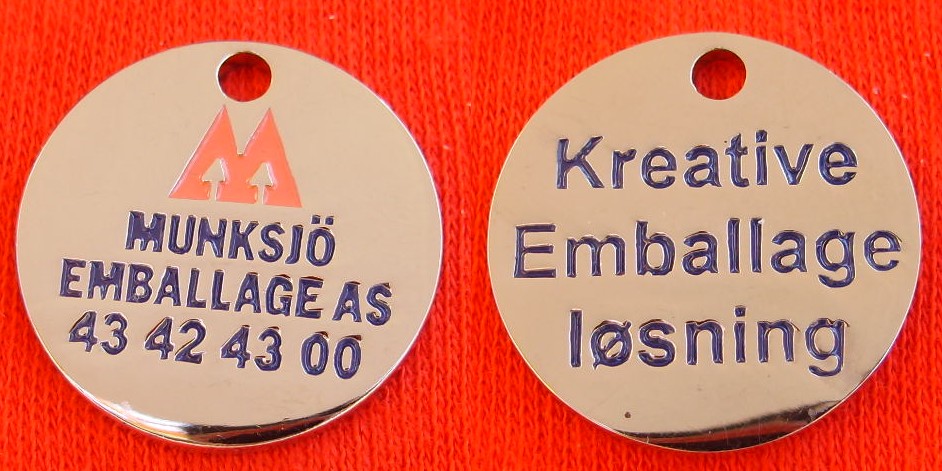 MUNKSJÖ
EMBALLAGE AS
43 42 43 00
Kreative
Emballage
løsning